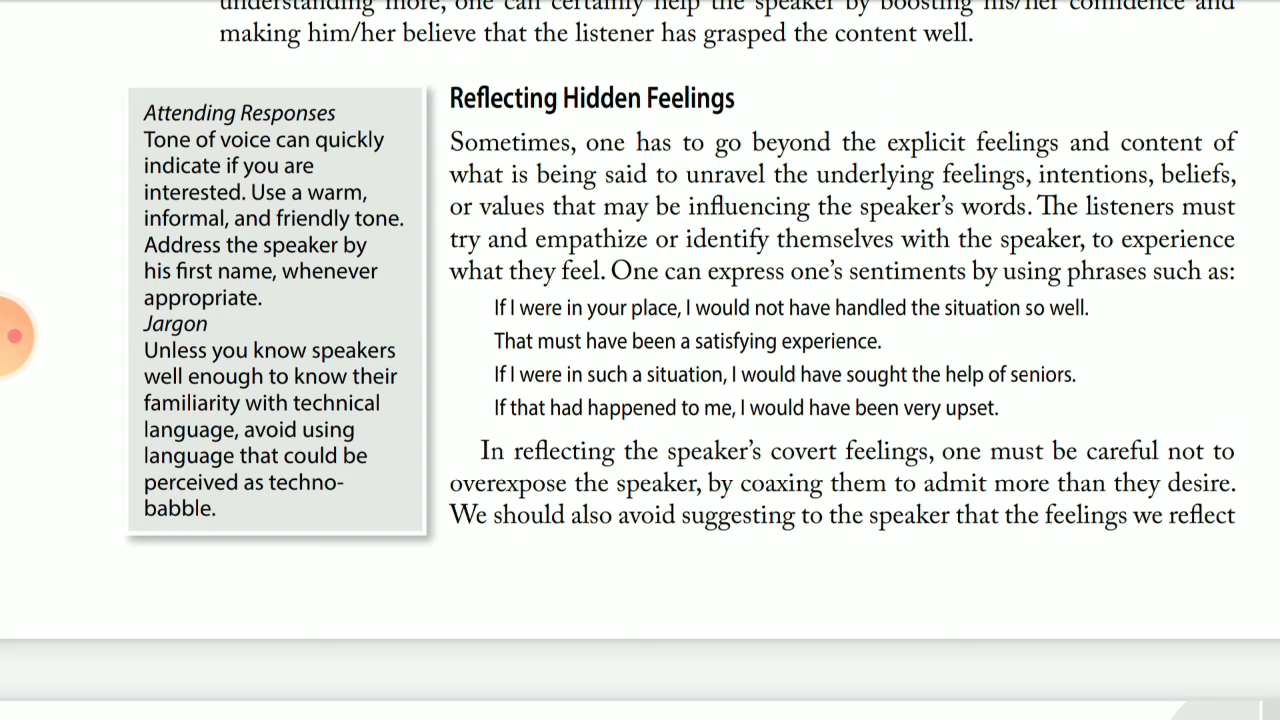 understanding more, one can certainly help the speaker by boosting his/her confidence and
making him/her believe that the listener has grasped the content well.
Attending Responses
Tone of voice can quickly
indicate if you are
interested. Use a warm,
informal, and friendly tone.
Address the speaker by
his first name, whenever
appropriate.
Jargon
Unless you know speakers
well enough to know their
familiarity with technical
language, avoid using
language that could be
perceived as techno-
babble.
Reflecting Hidden Feelings
Sometimes, one has to go beyond the explicit feelings and content of
what is being said to unravel the underlying feelings, intentions, beliefs,
or values that may be influencing the speaker's words. The listeners must
try and empathize or identify themselves with the speaker, to experience
what they feel. One can express one's sentiments by using phrases such as:
If I were in your place, I would not have handled the situation so well.
That must have been a satisfying experience.
If I were in such a situation, I would have sought the help of seniors.
If that had happened to me, I would have been very upset.
In reflecting the speaker's covert feelings, one must be careful not to
overexpose the speaker, by coaxing them to admit more than they desire.
We should also avoid suggesting to the speaker that the feelings we reflect